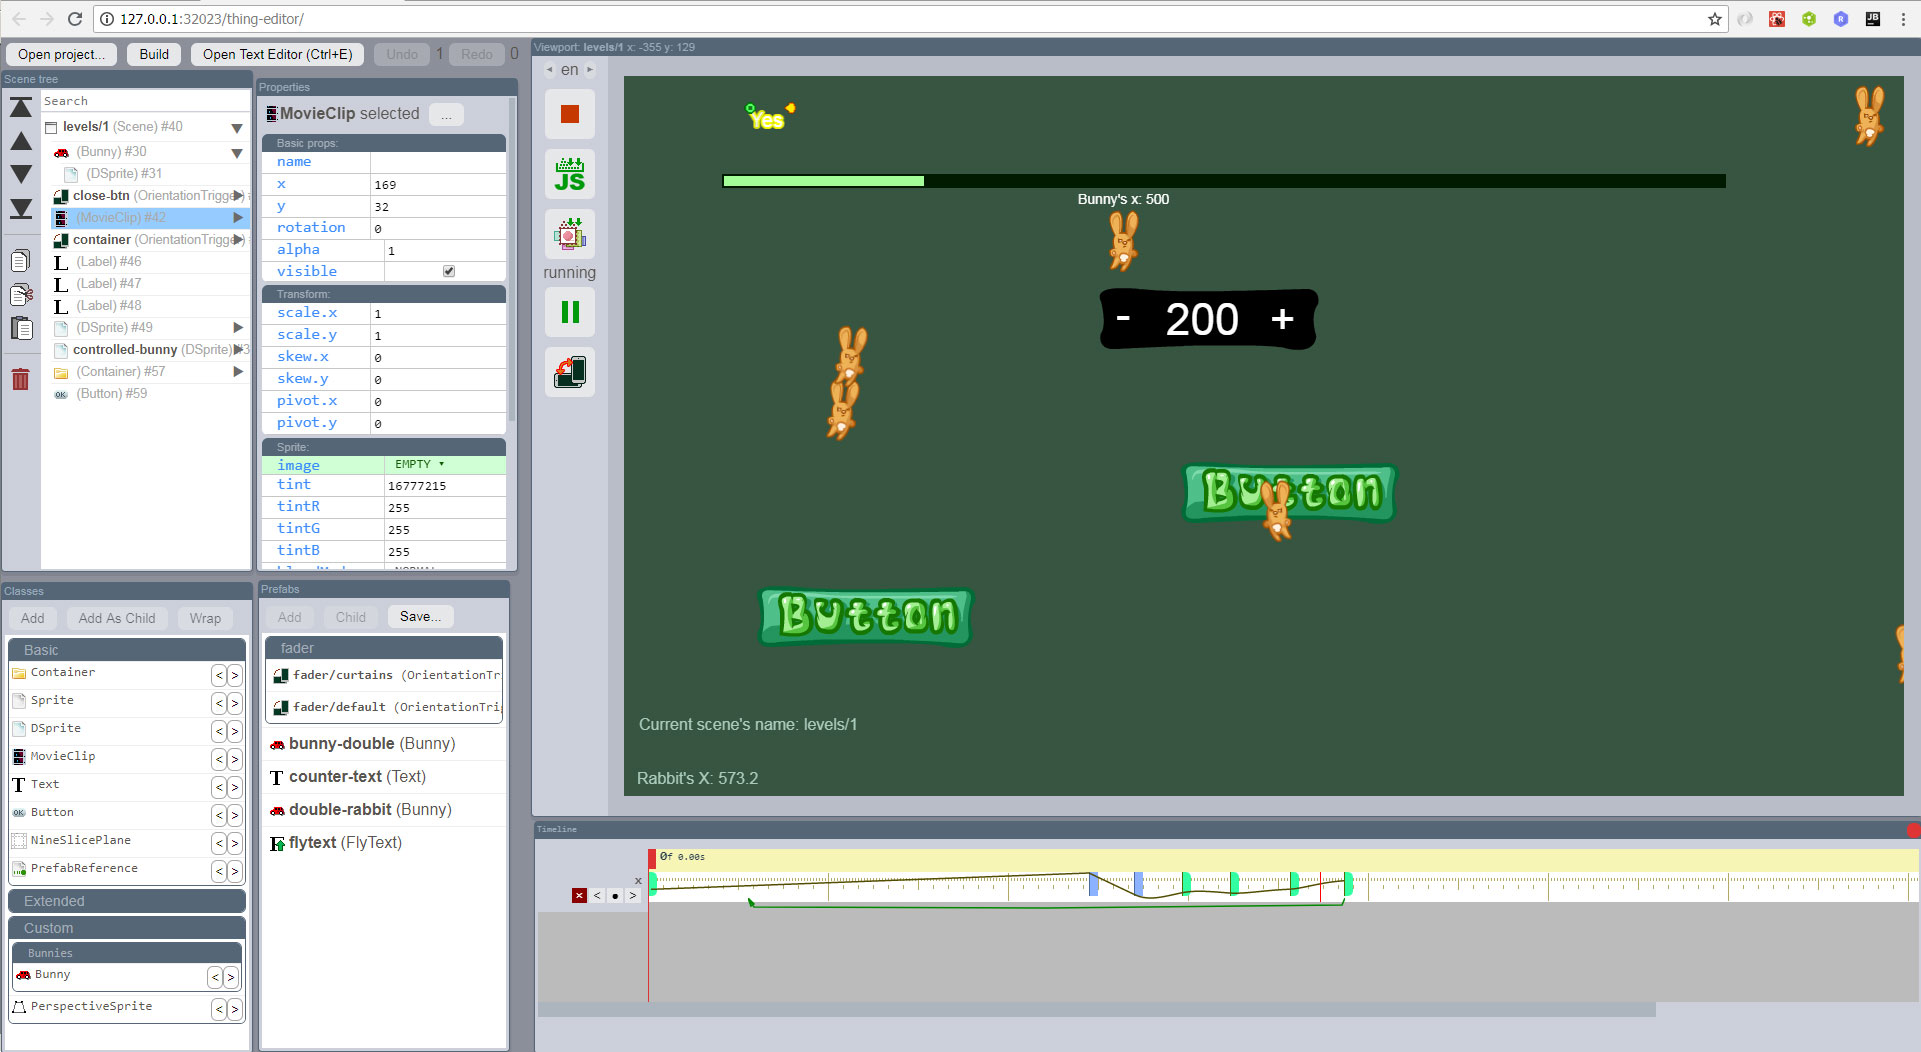 127.0.0.1:32023/thing-editor/
Open project...
Build
Open Text Editor (Ctrl+E)
Undo
1
Redo
0
Scene tree
Search
levels/1 (Scene) #40
(Bunny) #30
(DSprite) #31
close-btn (OrientationTrigge
(MovieClip) #42
container (OrientationTrigge
(Label) #46
(Label) #47
(Label) #48
(DSprite) #49
controlled-bunny (DSprite)
(Container) #57
(Button) #59
Properties
MovieClip selected
...
Basic props:
name
x 169
y 32
rotation 0
alpha 1
visible
Transform:
scale.x 1
scale.y 1
skew.x 0
skew.y 0
pivot.x 0
pivot.y 0
Sprite:
image EMPTY
tint 16777215
tintR 255
tintG 255
tintB 255
Classes
Add
Add As Child
Wrap
Basic
Container < >
Sprite < >
DSprite < >
MovieClip < >
Text < >
Button < >
NineSlicePlane < >
PrefabReference < >
Extended
Custom
Bunnies
Bunny < >
PerspectiveSprite < >
Prefabs
Add
Child
Save...
fader
fader/curtains (OrientationTr
fader/default (OrientationTri
bunny-double (Bunny)
counter-text (Text)
double-rabbit (Bunny)
flytext (FlyText)
Viewport: levels/1 x: -355 y: 129
en
JS
running
Yes
Bunny's x: 500
- 200 +
Button
Button
Current scene's name: levels/1
Rabbit's X: 573.2
Timeline
0f 0.00s
x
× < ● >